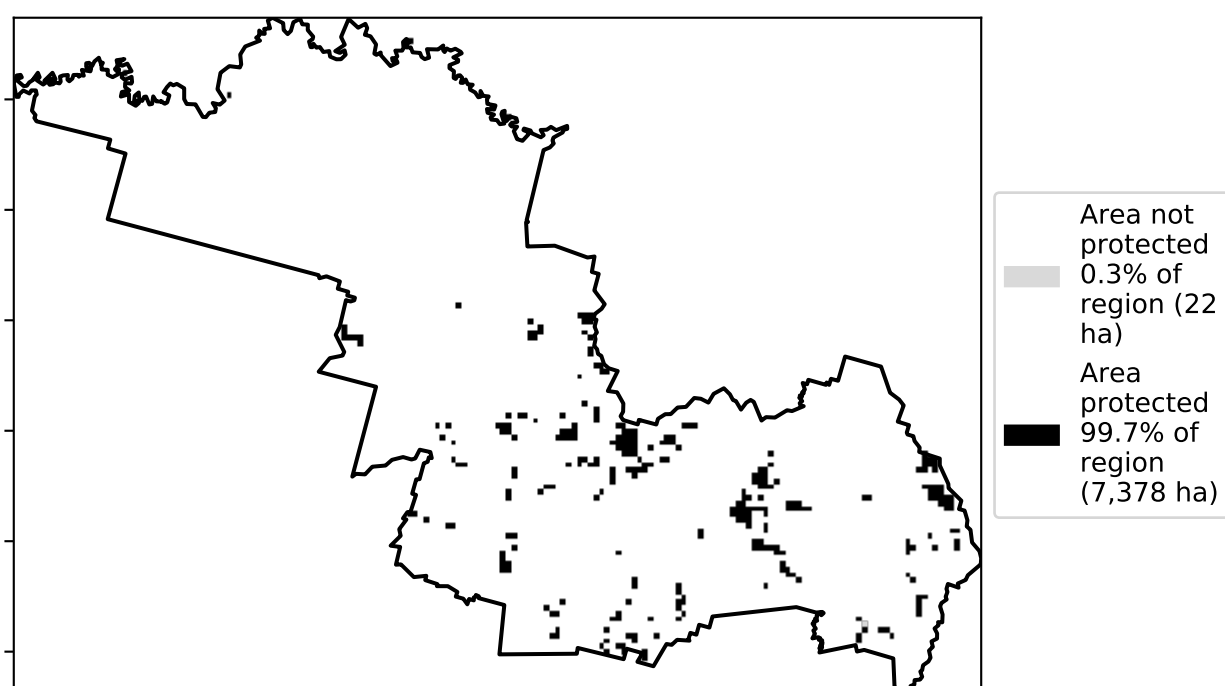 Area not
protected
0.3% of
region (22
ha)
Area
protected
99.7% of
region
(7,378 ha)